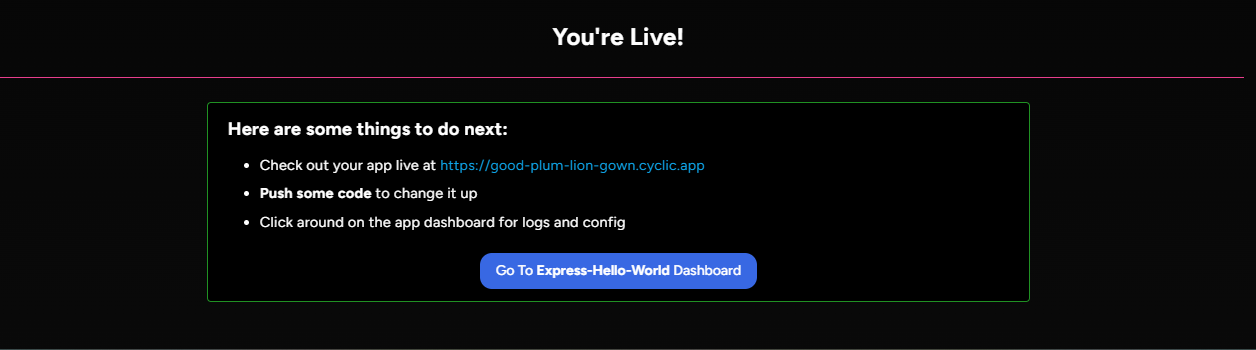 You're Live!
Here are some things to do next:
Check out your app live at https://good-plum-lion-gown.cyclic.app
Push some code to change it up
Click around on the app dashboard for logs and config
Go To Express-Hello-World Dashboard